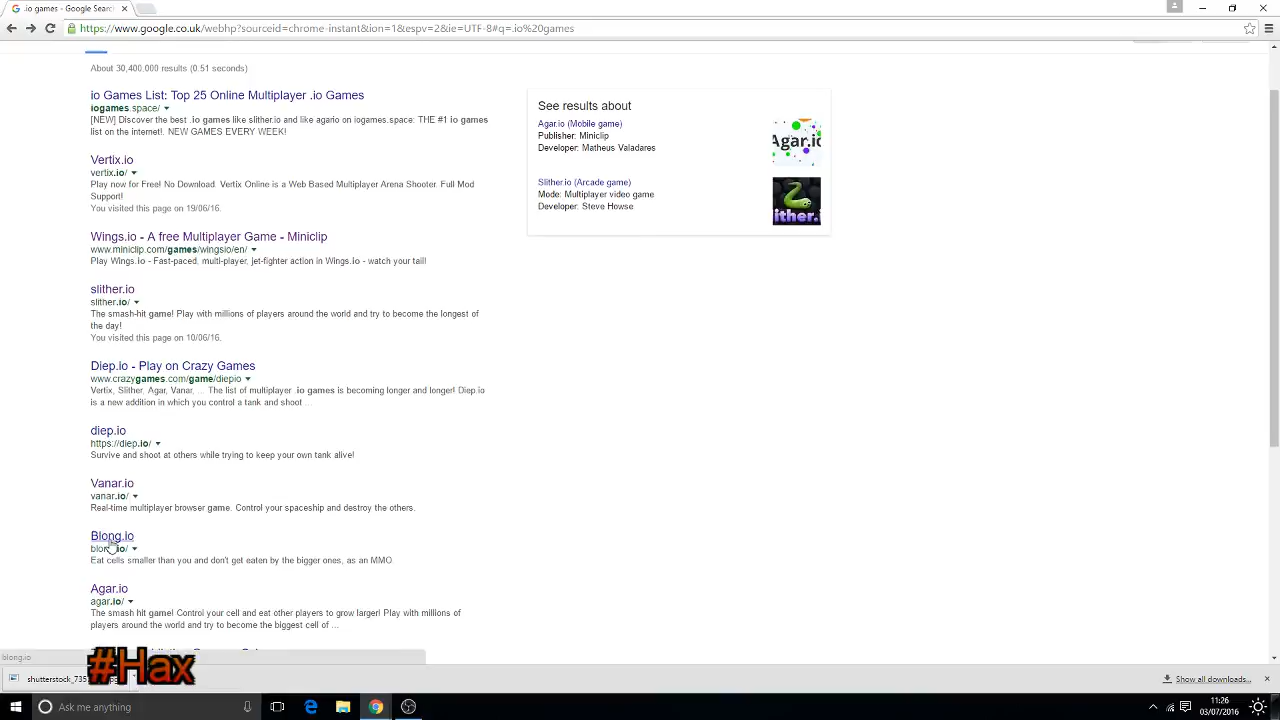 .io games - Google Searc
https://www.google.co.uk/webhp?sourceid=chrome-instant&ion=1&espv=2&ie=UTF-8#q=.io%20games
About 30,400,000 results (0.51 seconds)
io Games List: Top 25 Online Multiplayer .io Games
iogames.space/
[NEW] Discover the best .io games like slither.io and like agario on iogames.space: THE #1 io games
list on the internet!. NEW GAMES EVERY WEEK!
Vertix.io
vertix.io/
Play now for Free! No Download. Vertix Online is a Web Based Multiplayer Arena Shooter. Full Mod
Support!
You visited this page on 19/06/16.
Wings.io - A free Multiplayer Game - Miniclip
www.miniclip.com/games/wingsio/en/
Play Wings.io - Fast-paced, multi-player, jet-fighter action in Wings.io - watch your tail!
slither.io
slither.io/
The smash-hit game! Play with millions of players around the world and try to become the longest of
the day!
You visited this page on 10/06/16.
Diep.io - Play on Crazy Games
www.crazygames.com/game/diepio
Vertix, Slither, Agar, Vanar, ... The list of multiplayer .io games is becoming longer and longer! Diep.io
is a new addition in which you control a tank and shoot ...
diep.io
https://diep.io/
Survive and shoot at others while trying to keep your own tank alive!
Vanar.io
vanar.io/
Real-time multiplayer browser game. Control your spaceship and destroy the others.
Blong.io
blong.io/
Eat cells smaller than you and don't get eaten by the bigger ones, as an MMO.
Agar.io
agar.io/
The smash hit game! Control your cell and eat other players to grow larger! Play with millions of
players around the world and try to become the biggest cell of ...
See results about
Agar.io (Mobile game)
Publisher: Miniclip
Developer: Matheus Valadares
Agar.io
Slither.io (Arcade game)
Mode: Multiplayer video game
Developer: Steve Howse
ither.i
blong.io
#Hax
shutterstock_735
Show all downloads...
Ask me anything
11:26
03/07/2016